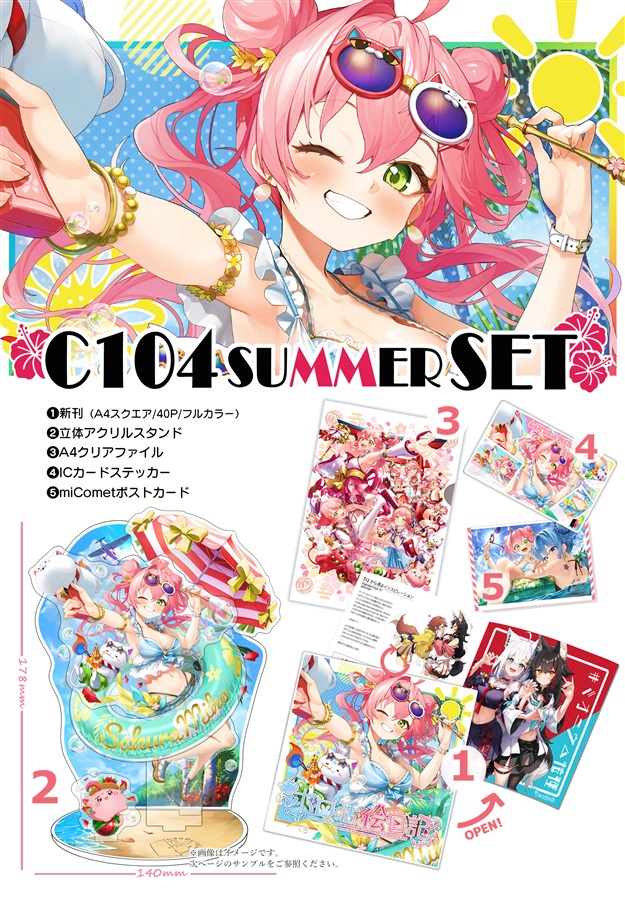 C104 SUMMER SET
❶新刊（A4スクエア/40P/フルカラー）
❷立体アクリルスタンド
❸A4クリアファイル
❹ICカードステッカー
❺miCometポストカード
3
4
5
178mm
SakuraMiko
2
1
OPEN!
※画像はイメージです。
次ページのサンプルをご参照ください。
140mm